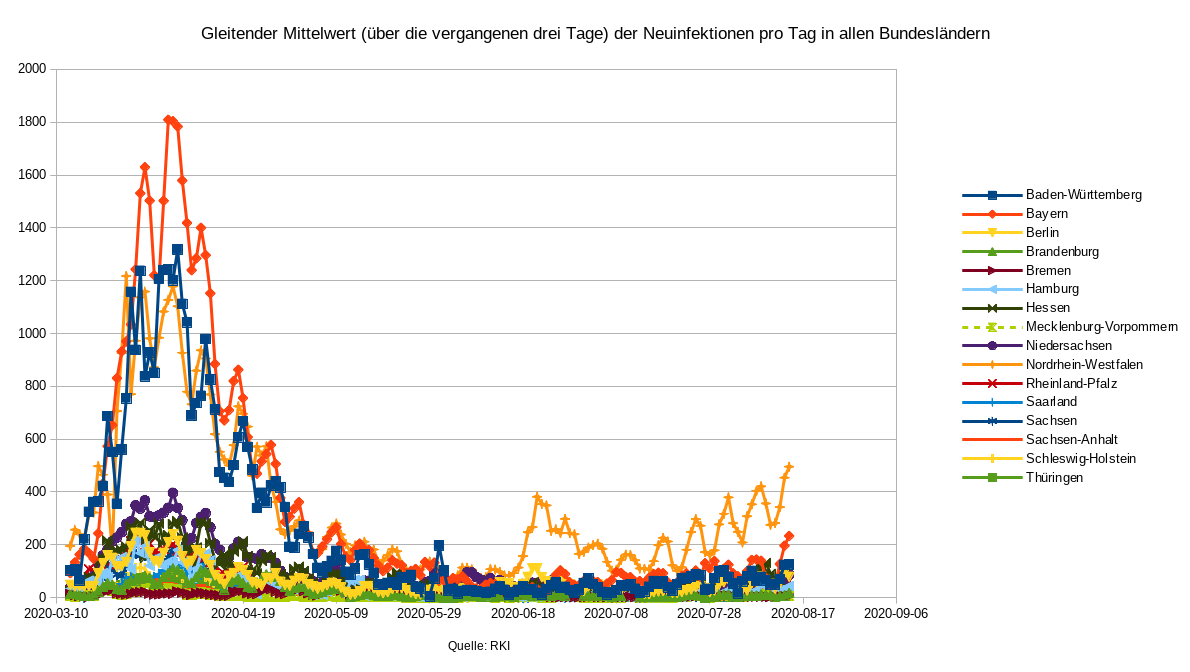 Gleitender Mittelwert (über die vergangenen drei Tage) der Neuinfektionen pro Tag in allen Bundesländern
2000
1800
1600
1400
1200
1000
800
600
400
200
0
2020-03-10 2020-03-30 2020-04-19 2020-05-09 2020-05-29 2020-06-18 2020-07-08 2020-07-28 2020-08-17 2020-09-06
Baden-Württemberg
Bayern
Berlin
Brandenburg
Bremen
Hamburg
Hessen
Mecklenburg-Vorpommern
Niedersachsen
Nordrhein-Westfalen
Rheinland-Pfalz
Saarland
Sachsen
Sachsen-Anhalt
Schleswig-Holstein
Thüringen
Quelle: RKI